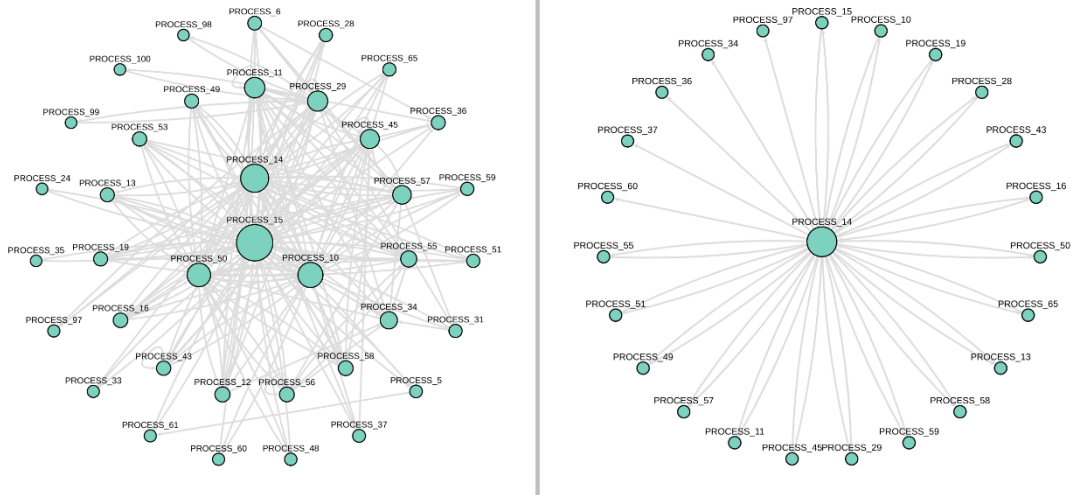 PROCESS_6
PROCESS_98
PROCESS_28
PROCESS_100
PROCESS_11
PROCESS_65
PROCESS_49
PROCESS_29
PROCESS_99
PROCESS_36
PROCESS_53
PROCESS_45
PROCESS_14
PROCESS_24
PROCESS_13
PROCESS_57
PROCESS_59
PROCESS_15
PROCESS_35
PROCESS_19
PROCESS_55
PROCESS_51
PROCESS_50
PROCESS_10
PROCESS_97
PROCESS_16
PROCESS_34
PROCESS_31
PROCESS_43
PROCESS_58
PROCESS_33
PROCESS_12
PROCESS_56
PROCESS_5
PROCESS_61
PROCESS_37
PROCESS_60
PROCESS_48
PROCESS_15
PROCESS_97
PROCESS_10
PROCESS_34
PROCESS_19
PROCESS_36
PROCESS_28
PROCESS_37
PROCESS_43
PROCESS_60
PROCESS_16
PROCESS_14
PROCESS_55
PROCESS_50
PROCESS_51
PROCESS_65
PROCESS_49
PROCESS_13
PROCESS_57
PROCESS_58
PROCESS_11
PROCESS_59
PROCESS_45
PROCESS_29